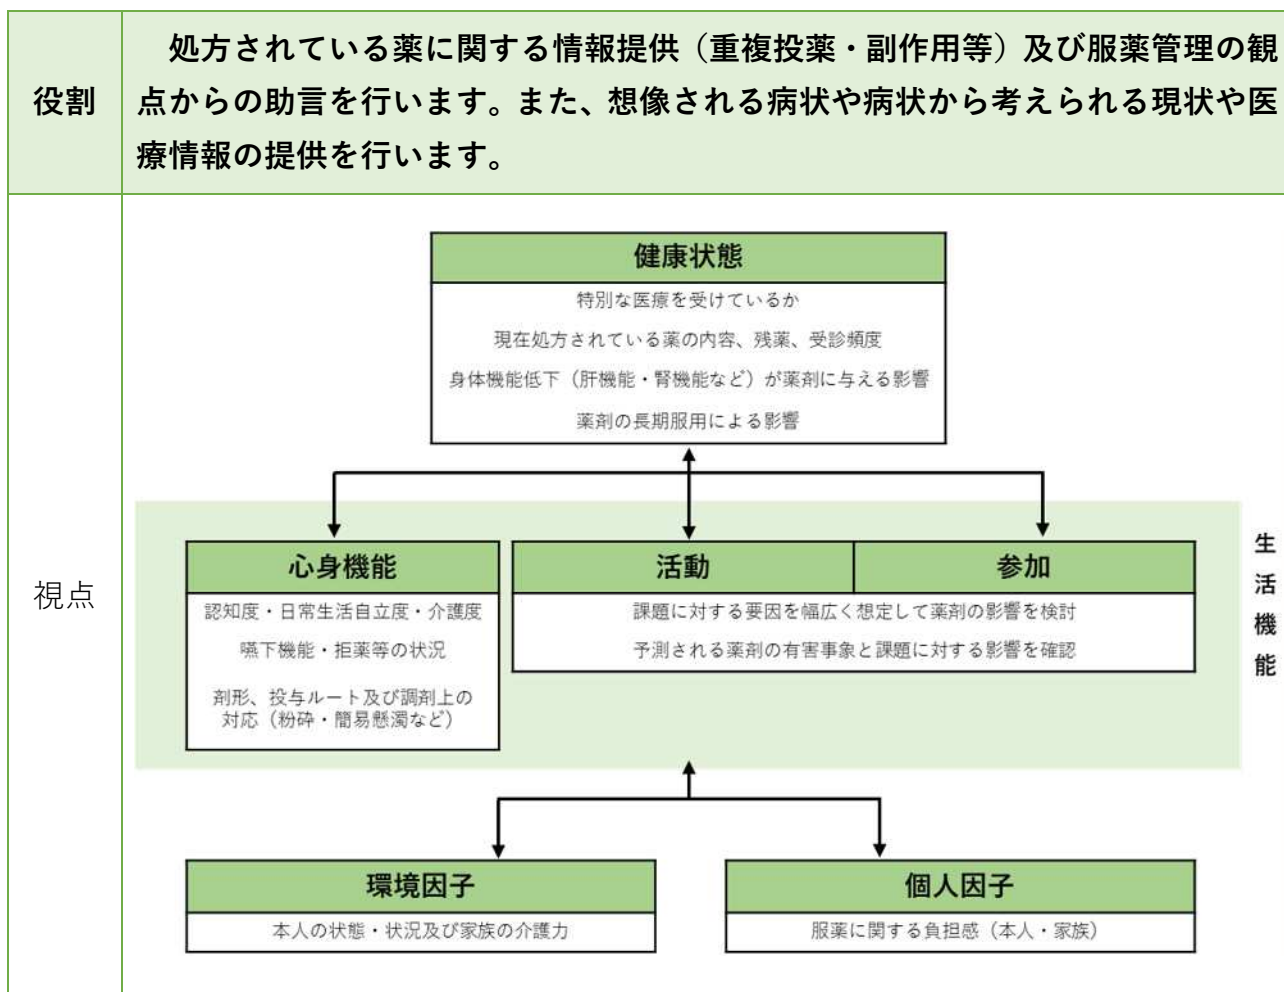 役割
処方されている薬に関する情報提供（重複投薬・副作用等）及び服薬管理の観
点からの助言を行います。また、想像される病状や病状から考えられる現状や医
療情報の提供を行います。
視点
健康状態
特別な医療を受けているか
現在処方されている薬の内容、残薬、受診頻度
身体機能低下（肝機能・腎機能など）が薬剤に与える影響
薬剤の長期服用による影響
生活機能
心身機能
認知度・日常生活自立度・介護度
嚥下機能・拒薬等の状況
剤形、投与ルート及び調剤上の
対応（粉砕・簡易懸濁など）
活動
参加
課題に対する要因を幅広く想定して薬剤の影響を検討
予測される薬剤の有害事象と課題に対する影響を確認
環境因子
本人の状態・状況及び家族の介護力
個人因子
服薬に関する負担感（本人・家族）